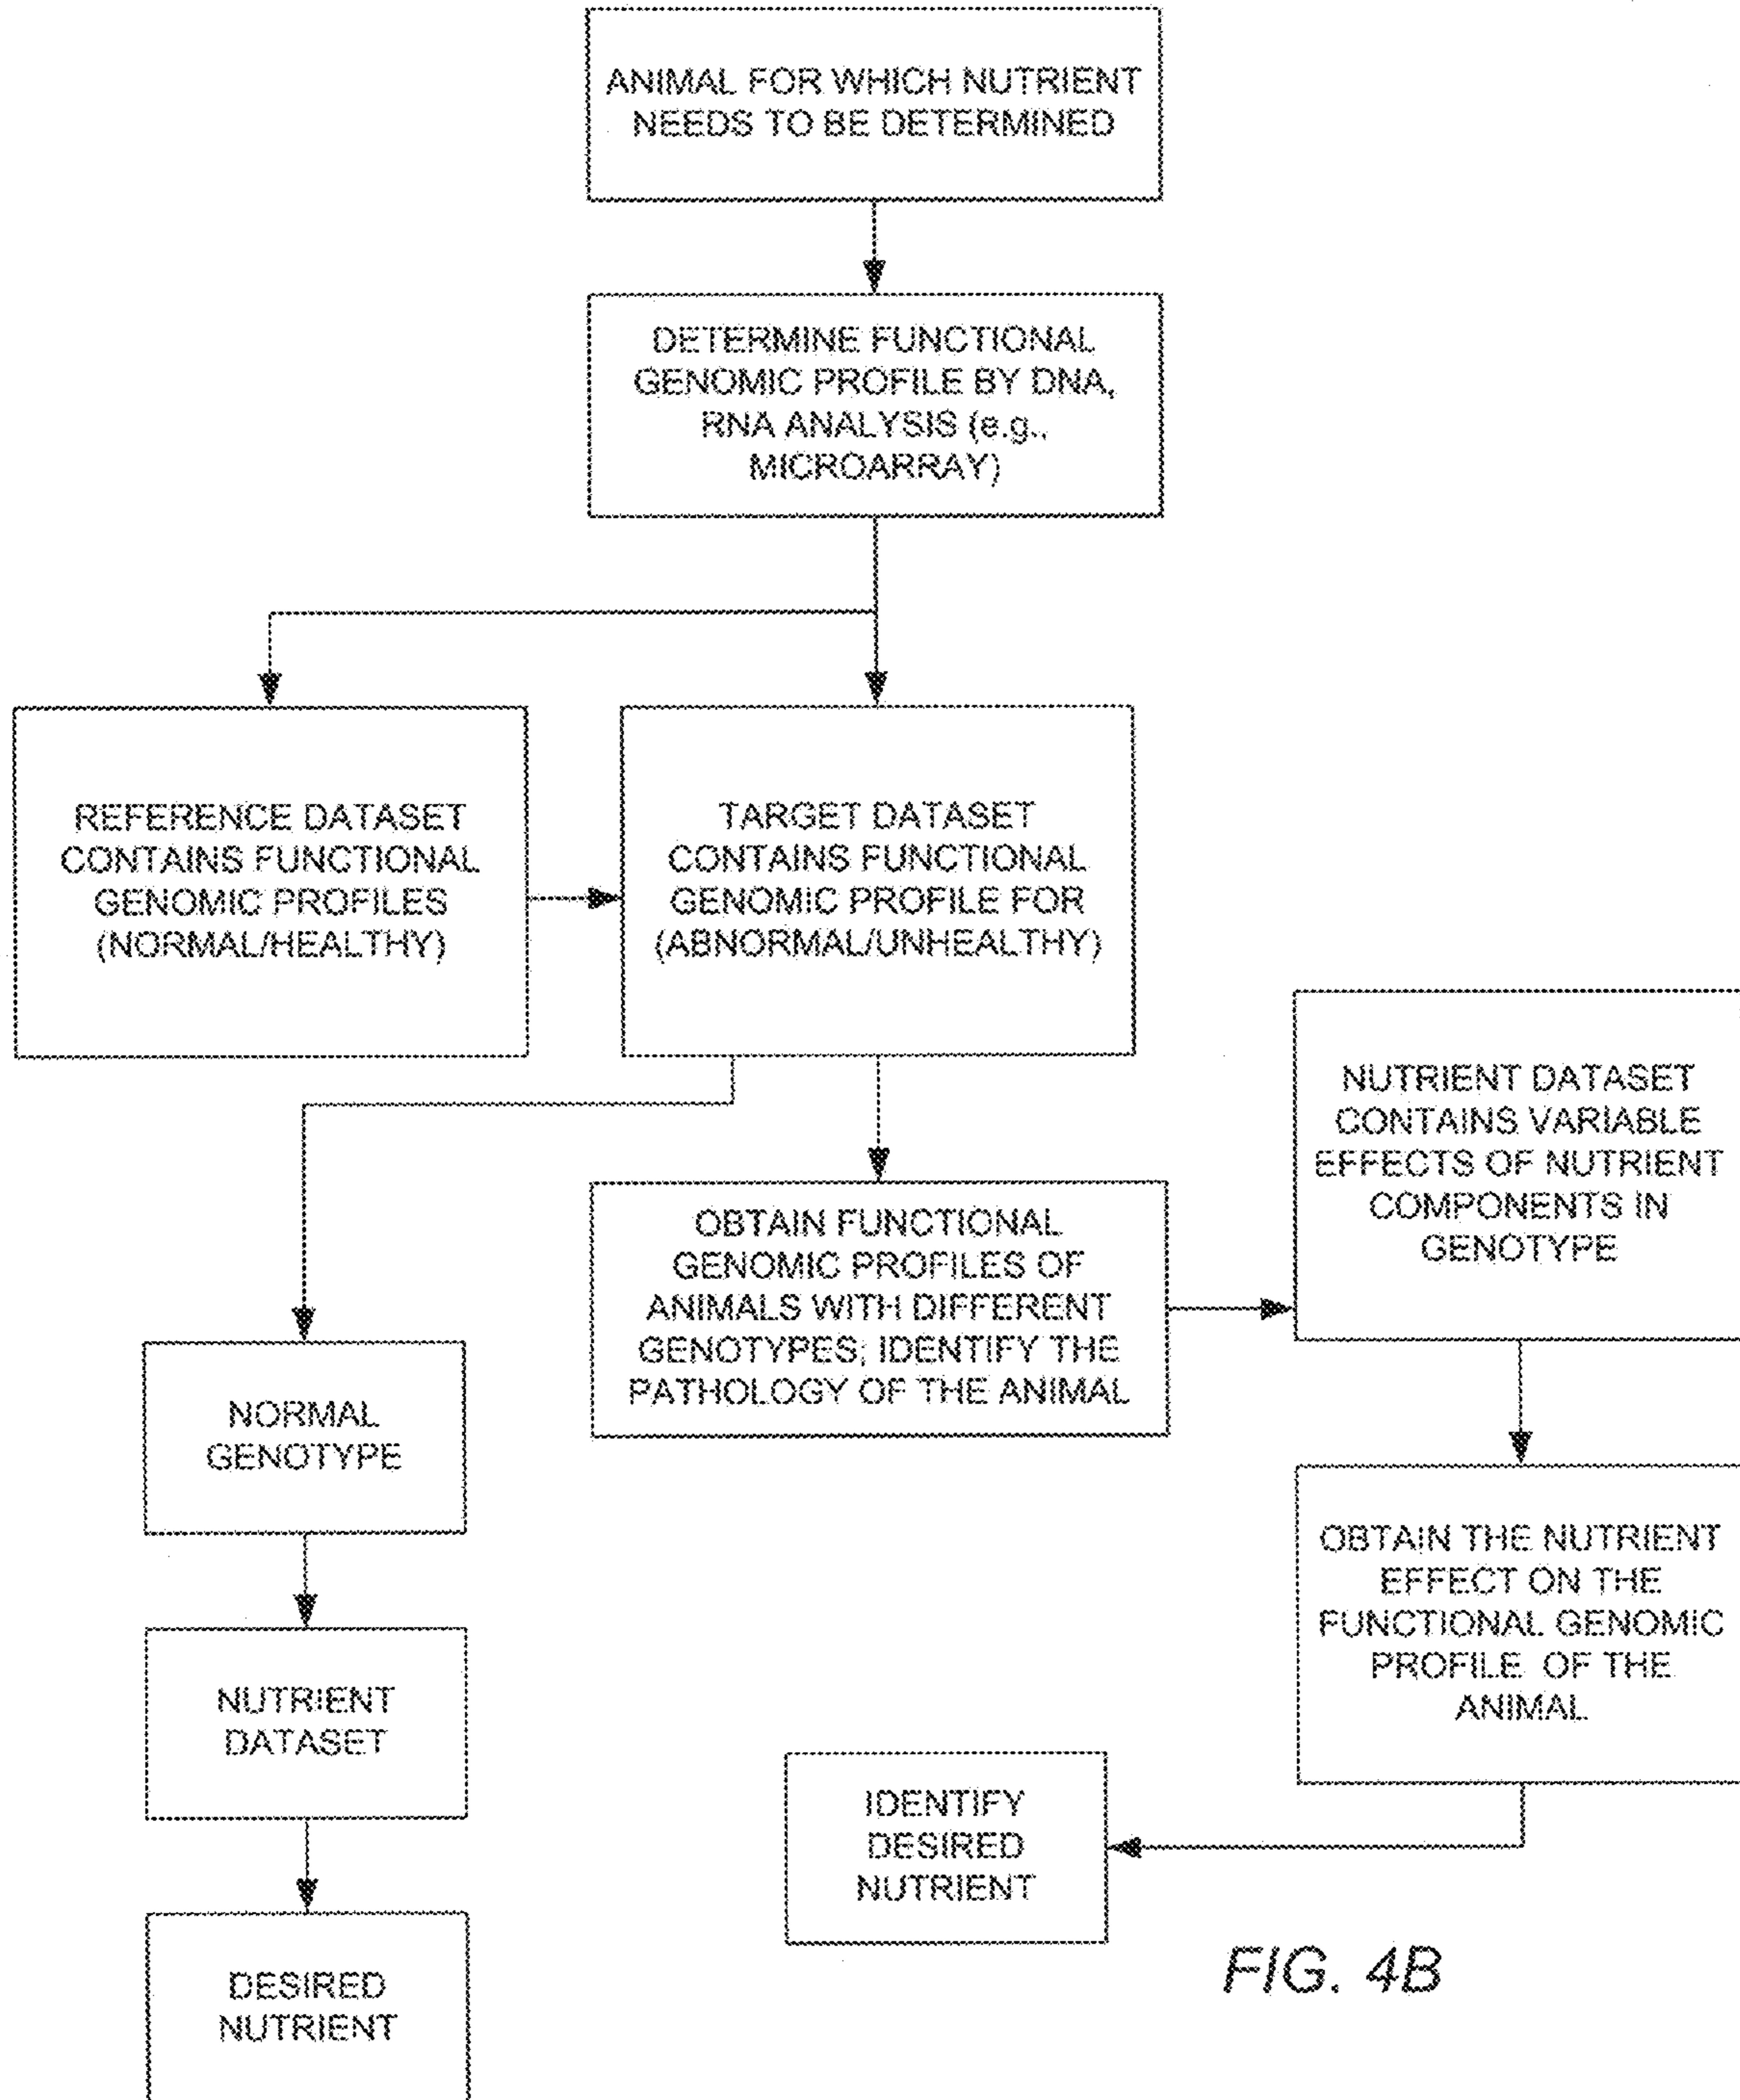 ANIMAL FOR WHICH NUTRIENT
NEEDS TO BE DETERMINED
DETERMINE FUNCTIONAL
GENOMIC PROFILE BY DNA,
RNA ANALYSIS (e.g.,
MICROARRAY)
REFERENCE DATASET
CONTAINS FUNCTIONAL
GENOMIC PROFILES
(NORMAL/HEALTHY)
TARGET DATASET
CONTAINS FUNCTIONAL
GENOMIC PROFILE FOR
(ABNORMAL/UNHEALTHY)
NUTRIENT DATASET
CONTAINS VARIABLE
EFFECTS OF NUTRIENT
COMPONENTS IN
GENOTYPE
OBTAIN FUNCTIONAL
GENOMIC PROFILES OF
ANIMALS WITH DIFFERENT
GENOTYPES; IDENTIFY THE
PATHOLOGY OF THE ANIMAL
NORMAL
GENOTYPE
OBTAIN THE NUTRIENT
EFFECT ON THE
FUNCTIONAL GENOMIC
PROFILE OF THE
ANIMAL
NUTRIENT
DATASET
IDENTIFY
DESIRED
NUTRIENT
DESIRED
NUTRIENT
FIG. 4B